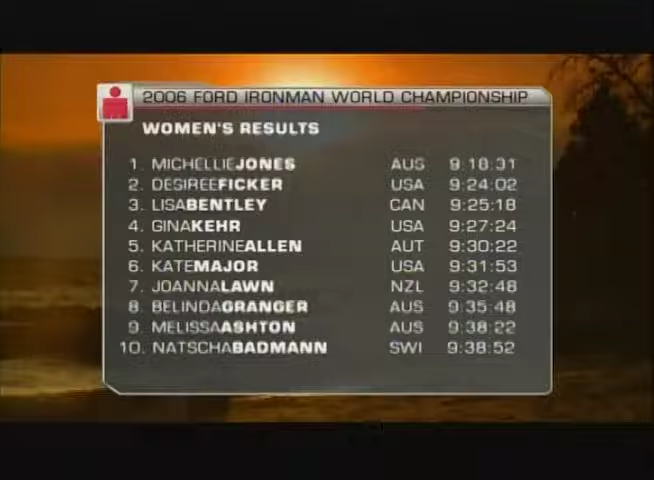 2006 FORD IRONMAN WORLD CHAMPIONSHIP
WOMEN'S RESULTS
1. MICHELLIEJONES AUS 9:18:31
2. DESIREEFICKER USA 9:24:02
3. LISABENTLEY CAN 9:25:18
4. GINAKEHR USA 9:27:24
5. KATHERINEALLEN AUT 9:30:22
6. KATEMAJOR USA 9:31:53
7. JOANNALAWN NZL 9:32:48
8. BELINDAGRANGER AUS 9:35:48
9. MELISSAASHTON AUS 9:38:22
10. NATSCHABADMANN SWI 9:38:52